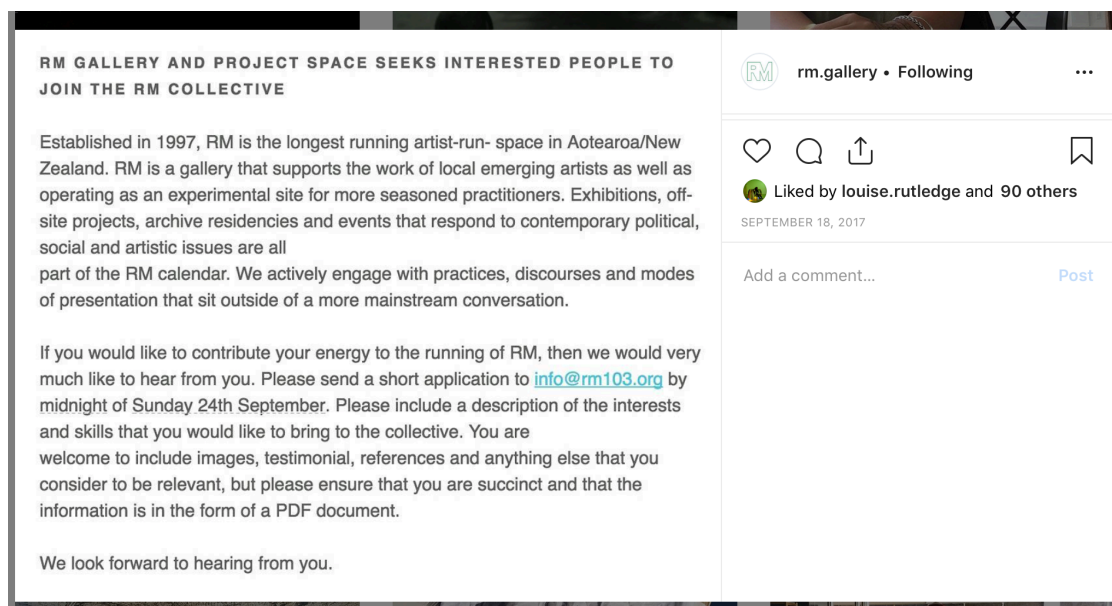 RM GALLERY AND PROJECT SPACE SEEKS INTERESTED PEOPLE TO
JOIN THE RM COLLECTIVE
Established in 1997, RM is the longest running artist-run- space in Aotearoa/New
Zealand. RM is a gallery that supports the work of local emerging artists as well as
operating as an experimental site for more seasoned practitioners. Exhibitions, off-
site projects, archive residencies and events that respond to contemporary political,
social and artistic issues are all
part of the RM calendar. We actively engage with practices, discourses and modes
of presentation that sit outside of a more mainstream conversation.
If you would like to contribute your energy to the running of RM, then we would very
much like to hear from you. Please send a short application to info@rm103.org by
midnight of Sunday 24th September. Please include a description of the interests
and skills that you would like to bring to the collective. You are
welcome to include images, testimonial, references and anything else that you
consider to be relevant, but please ensure that you are succinct and that the
information is in the form of a PDF document.
We look forward to hearing from you.
RM
rm.gallery • Following
Liked by louise.rutledge and 90 others
SEPTEMBER 18, 2017
Add a comment... Post